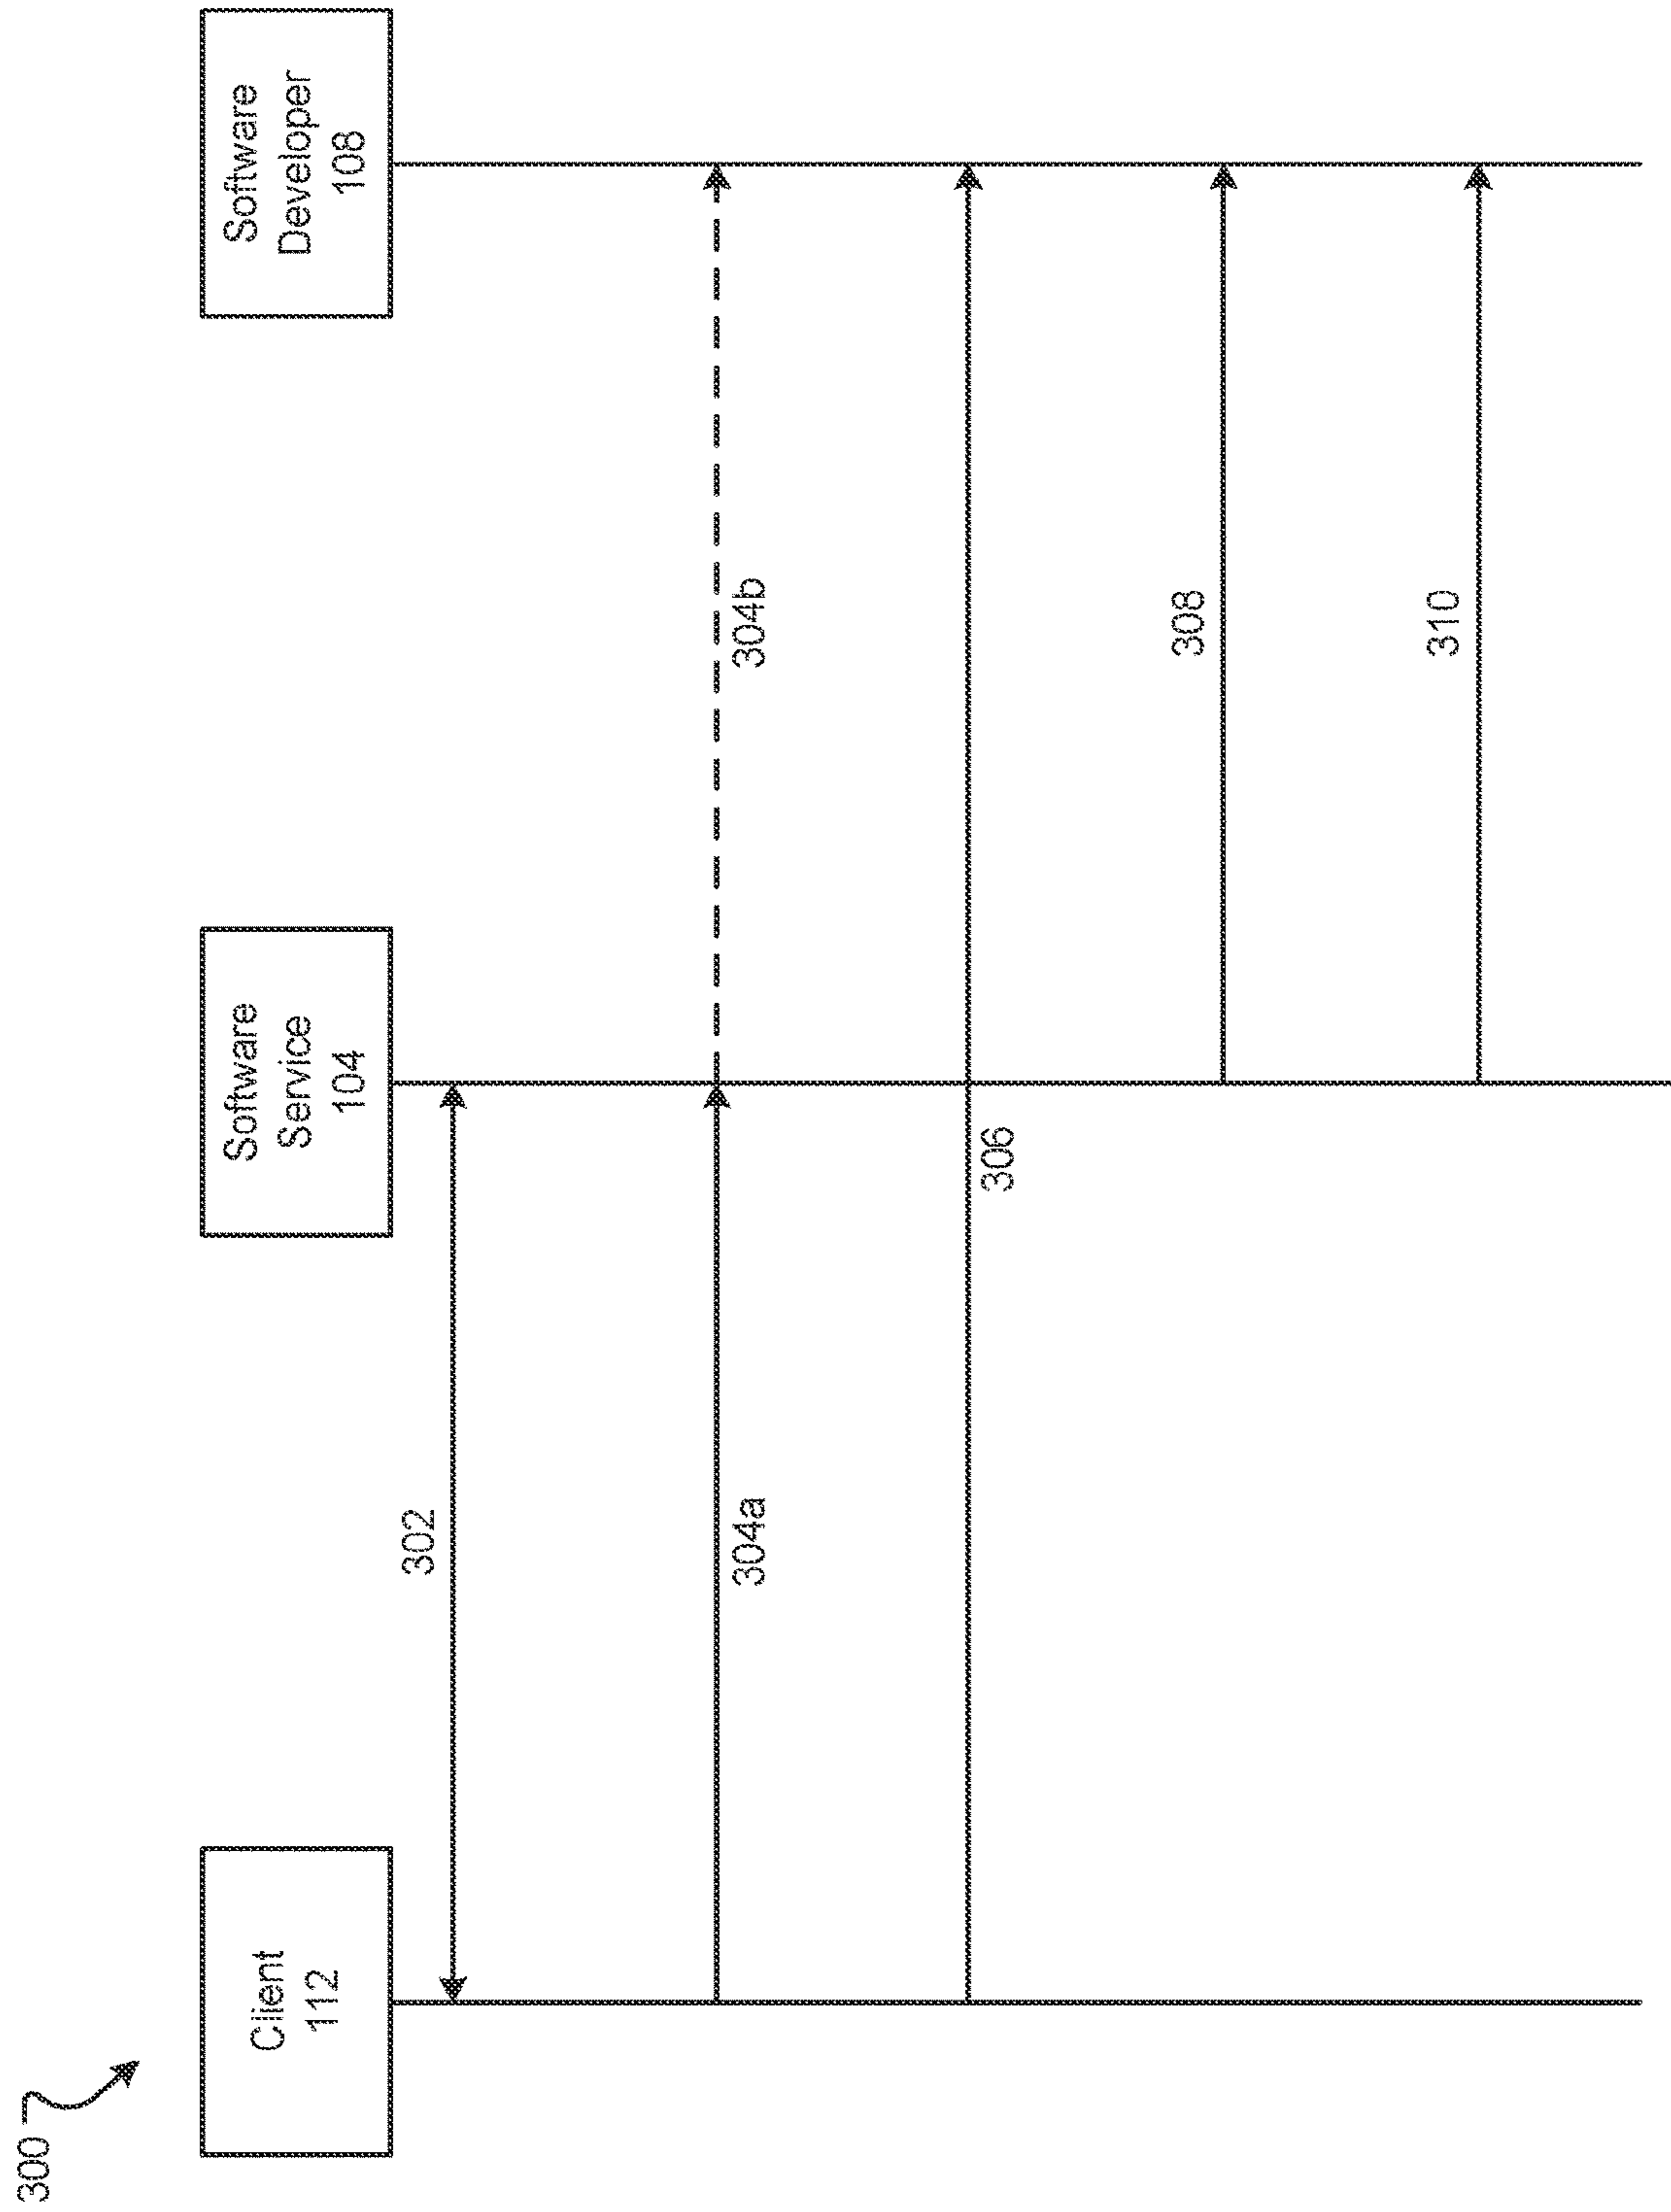 300
Client
112
Software
Service
104
Software
Developer
108
302
304a
304b
306
308
310